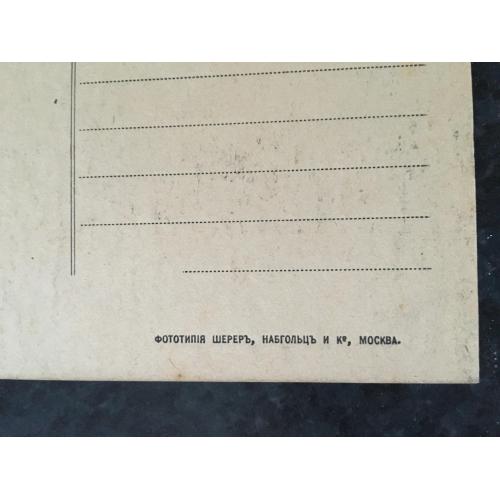 ФОТОТИПІЯ ШЕРЕРЪ, НАБГОЛЬЦЪ И Кº, МОСКВА.